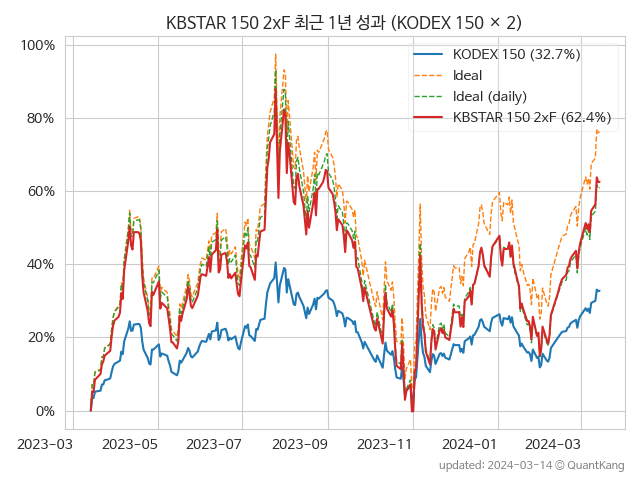 KBSTAR 150 2xF 최근 1년 성과 (KODEX 150 × 2)
KODEX 150 (32.7%)
Ideal
Ideal (daily)
KBSTAR 150 2xF (62.4%)
100%
80%
60%
40%
20%
0%
2023-03 2023-05 2023-07 2023-09 2023-11 2024-01 2024-03
updated: 2024-03-14 ⓒ QuantKang